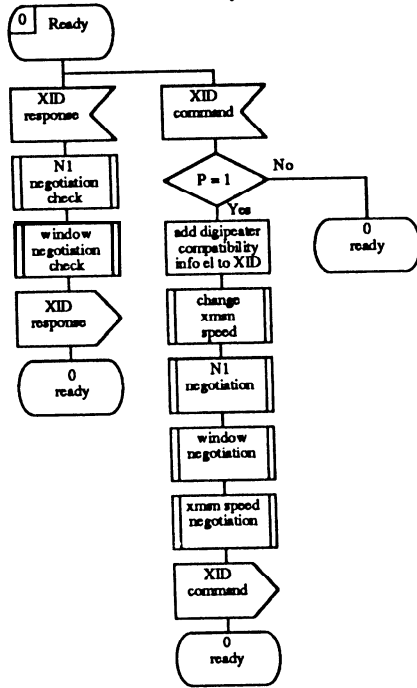 0
Ready
XID
response
N1
negotiation
check
window
negotiation
check
XID
response
0
ready
XID
command
P = 1
No
Yes
0
ready
add digipeater
compatibility
info el to XID
change
xmsn
speed
N1
negotiation
window
negotiation
xmsn speed
negotiation
XID
command
0
ready